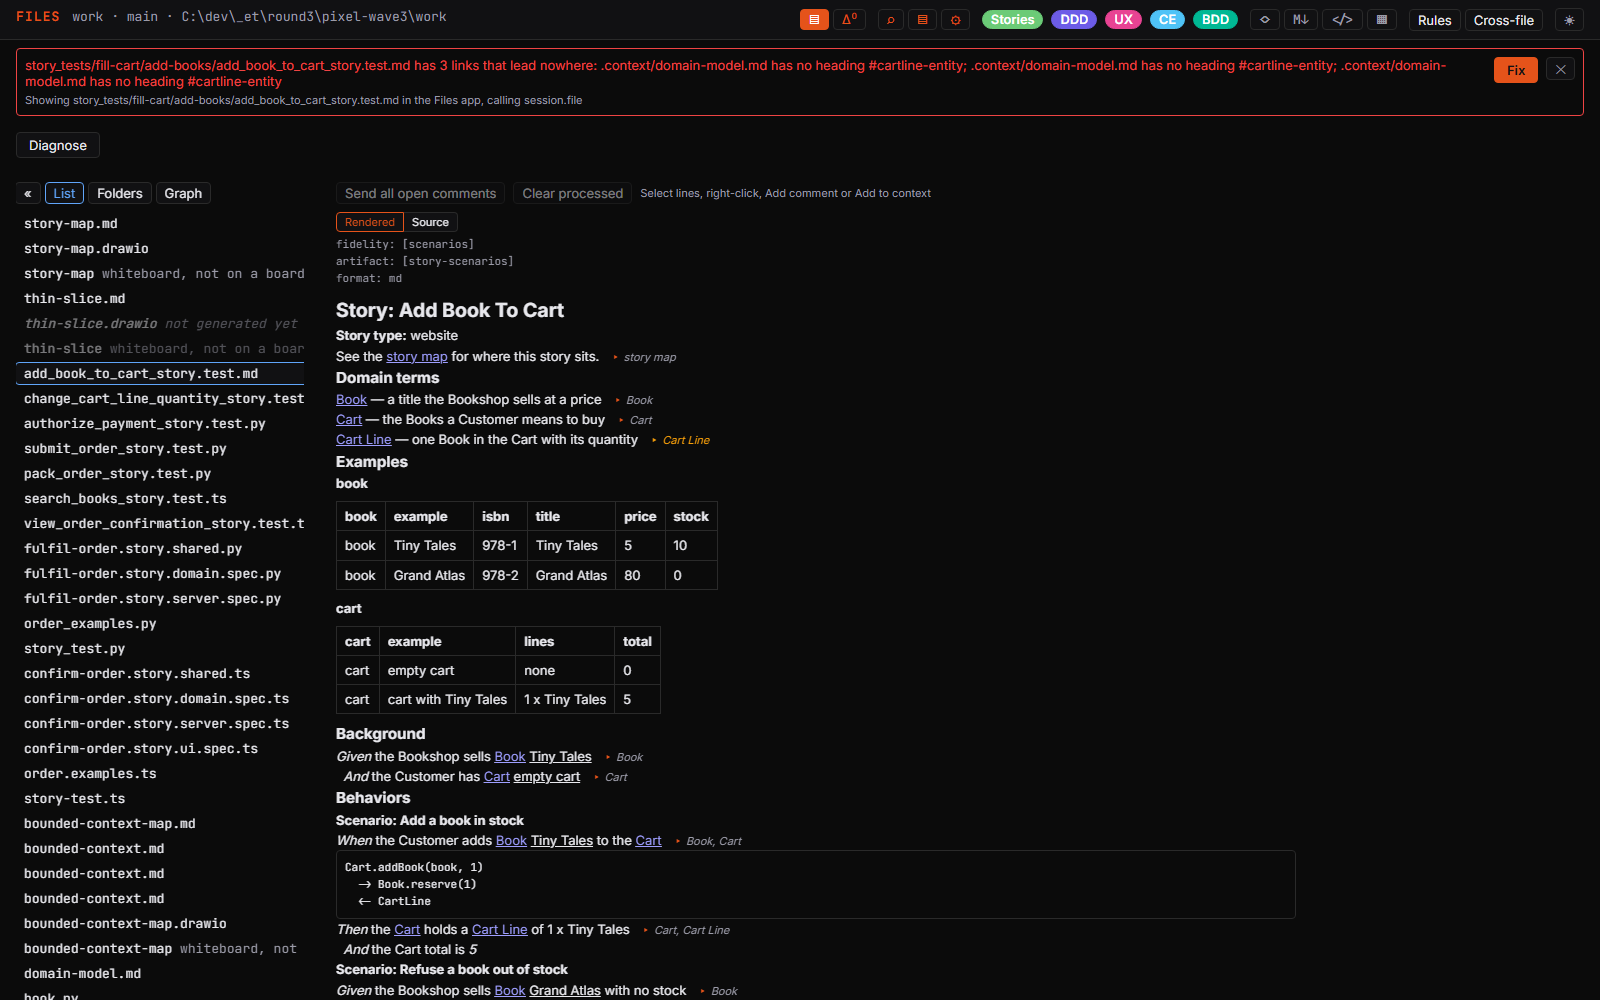 FILES work · main · C:\dev\_et\round3\pixel-wave3\work
Stories DDD UX CE BDD M↓ </> Rules Cross-file
story_tests/fill-cart/add-books/add_book_to_cart_story.test.md has 3 links that lead nowhere: .context/domain-model.md has no heading #cartline-entity; .context/domain-model.md has no heading #cartline-entity; .context/domain-
model.md has no heading #cartline-entity
Showing story_tests/fill-cart/add-books/add_book_to_cart_story.test.md in the Files app, calling session.file
Fix
Diagnose
« List Folders Graph
story-map.md
story-map.drawio
story-map whiteboard, not on a board
thin-slice.md
thin-slice.drawio not generated yet
thin-slice whiteboard, not on a boar
add_book_to_cart_story.test.md
change_cart_line_quantity_story.test
authorize_payment_story.test.py
submit_order_story.test.py
pack_order_story.test.py
search_books_story.test.ts
view_order_confirmation_story.test.t
fulfil-order.story.shared.py
fulfil-order.story.domain.spec.py
fulfil-order.story.server.spec.py
order_examples.py
story_test.py
confirm-order.story.shared.ts
confirm-order.story.domain.spec.ts
confirm-order.story.server.spec.ts
confirm-order.story.ui.spec.ts
order.examples.ts
story-test.ts
bounded-context-map.md
bounded-context.md
bounded-context.md
bounded-context.md
bounded-context-map.drawio
bounded-context-map whiteboard, not
domain-model.md
book.py
Send all open comments Clear processed Select lines, right-click, Add comment or Add to context
Rendered Source
fidelity: [scenarios]
artifact: [story-scenarios]
format: md
Story: Add Book To Cart
Story type: website
See the story map for where this story sits. ‣ story map
Domain terms
Book — a title the Bookshop sells at a price ‣ Book
Cart — the Books a Customer means to buy ‣ Cart
Cart Line — one Book in the Cart with its quantity ‣ Cart Line
Examples
book
book example isbn title price stock
book Tiny Tales 978-1 Tiny Tales 5 10
book Grand Atlas 978-2 Grand Atlas 80 0
cart
cart example lines total
cart empty cart none 0
cart cart with Tiny Tales 1 x Tiny Tales 5
Background
Given the Bookshop sells Book Tiny Tales ‣ Book
And the Customer has Cart empty cart ‣ Cart
Behaviors
Scenario: Add a book in stock
When the Customer adds Book Tiny Tales to the Cart ‣ Book, Cart
Cart.addBook(book, 1)
-> Book.reserve(1)
<- CartLine
Then the Cart holds a Cart Line of 1 x Tiny Tales ‣ Cart, Cart Line
And the Cart total is 5
Scenario: Refuse a book out of stock
Given the Bookshop sells Book Grand Atlas with no stock ‣ Book